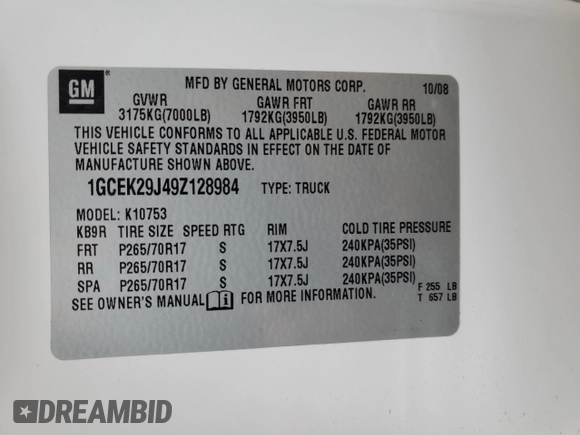 GM ®
MFD BY GENERAL MOTORS CORP. 10/08
GVWR GAWR FRT GAWR RR
3175KG(7000LB) 1792KG(3950LB) 1792KG(3950LB)
THIS VEHICLE CONFORMS TO ALL APPLICABLE U.S. FEDERAL MOTOR
VEHICLE SAFETY STANDARDS IN EFFECT ON THE DATE OF
MANUFACTURE SHOWN ABOVE.
1GCEK29J49Z128984 TYPE: TRUCK
MODEL: K10753
KB9R TIRE SIZE SPEED RTG RIM COLD TIRE PRESSURE
FRT P265/70R17 S 17X7.5J 240KPA(35PSI)
RR P265/70R17 S 17X7.5J 240KPA(35PSI)
SPA P265/70R17 S 17X7.5J 240KPA(35PSI)
SEE OWNER'S MANUAL i FOR MORE INFORMATION.
F 255 LB
T 657 LB
DREAMBID